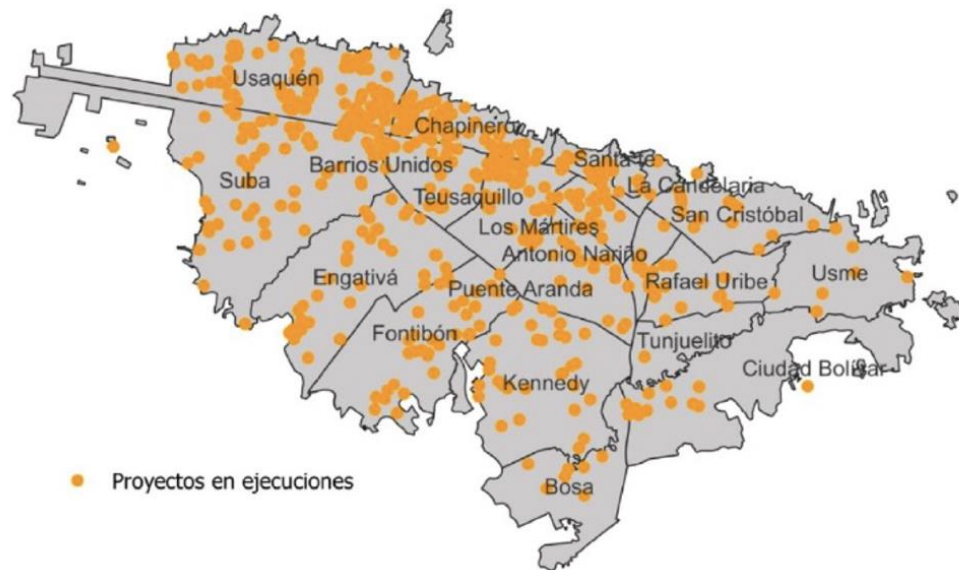 Usaquén
Chapinero
Santa fe
Barrios Unidos
La Candelaria
Suba
Teusaquillo
San Cristóbal
Los Mártires
Antonio Nariño
Engativá
Rafael Uribe
Usme
Puente Aranda
Fontibón
Tunjuelito
Ciudad Bolívar
Kennedy
Proyectos en ejecuciones
Bosa